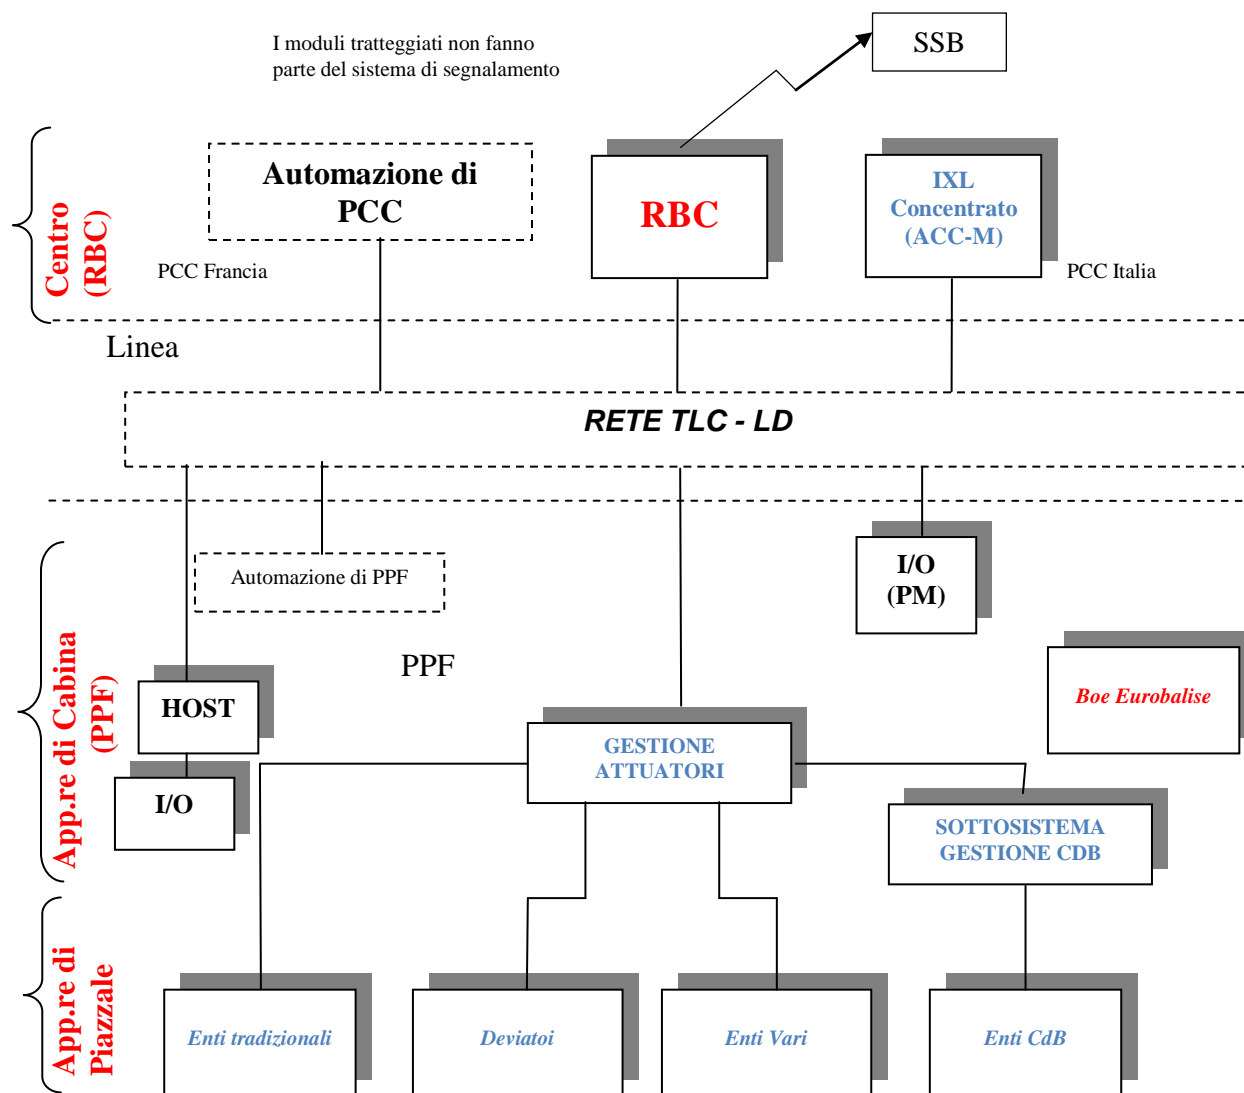 I moduli tratteggiati non fanno
parte del sistema di segnalamento
SSB
Centro
(RBC)
Automazione di
PCC
RBC
IXL
Concentrato
(ACC-M)
PCC Francia
PCC Italia
Linea
RETE TLC - LD
App.re di Cabina
(PPF)
Automazione di PPF
I/O
(PM)
PPF
HOST
Boe Eurobalise
GESTIONE
ATTUATORI
I/O
SOTTOSISTEMA
GESTIONE CDB
App.re di
Piazzale
Enti tradizionali
Deviatoi
Enti Vari
Enti CdB